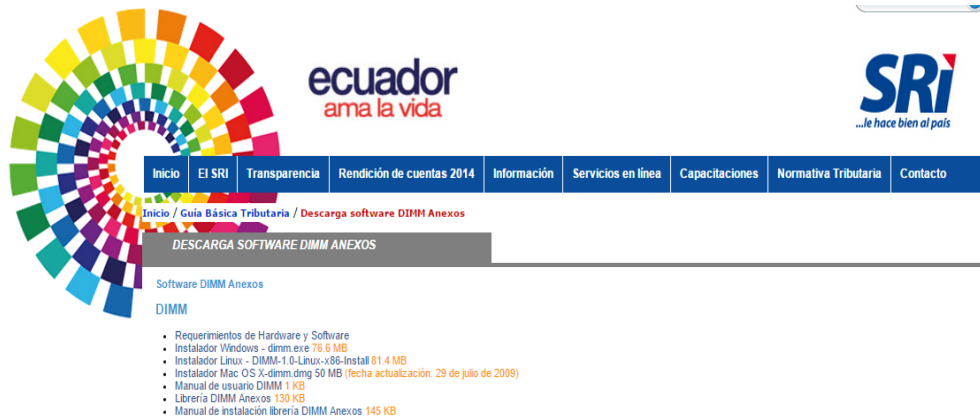 ecuador
ama la vida
SRi
...le hace bien al país
Inicio El SRI Transparencia Rendición de cuentas 2014 Información Servicios en línea Capacitaciones Normativa Tributaria Contacto
Inicio / Guía Básica Tributaria / Descarga software DIMM Anexos
DESCARGA SOFTWARE DIMM ANEXOS
Software DIMM Anexos
DIMM
Requerimientos de Hardware y Software
Instalador Windows - dimm.exe 76.6 MB
Instalador Linux - DIMM-1.0-Linux-x86-Install 81.4 MB
Instalador Mac OS X-dimm.dmg 50 MB (fecha actualización: 29 de julio de 2009)
Manual de usuario DIMM 1 KB
Librería DIMM Anexos 130 KB
Manual de instalación librería DIMM Anexos 145 KB